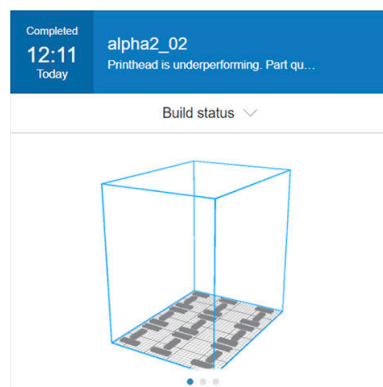 Completed
12:11
Today
alpha2_02
Printhead is underperforming. Part qu…
Build status